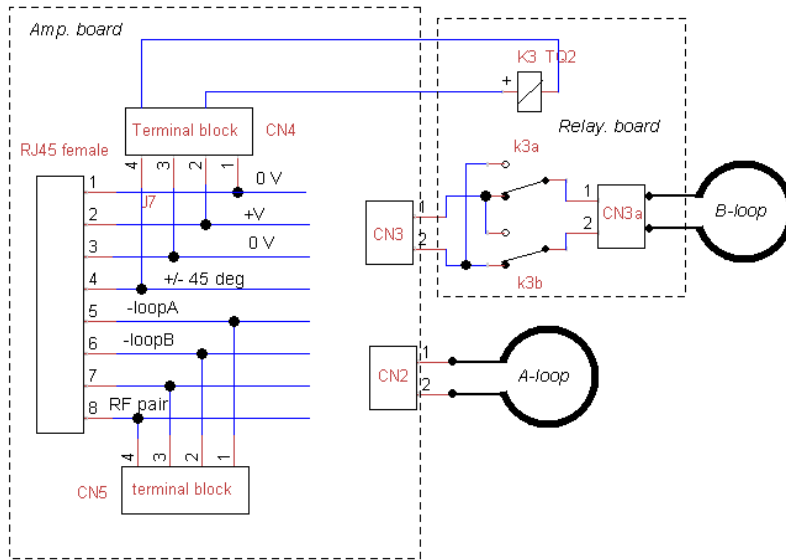 Amp. board
K3 TQ2
+
Terminal block CN4
Relay. board
RJ45 female
4 3 2 1
k3a
1 0 V
J7
2 +V
3 0 V
4 +/- 45 deg
5 -loopA
6 -loopB
7
8 RF pair
CN3
1
2
1
2
CN3a
B-loop
k3b
CN2
1
2
A-loop
4 3 2 1
CN5 terminal block